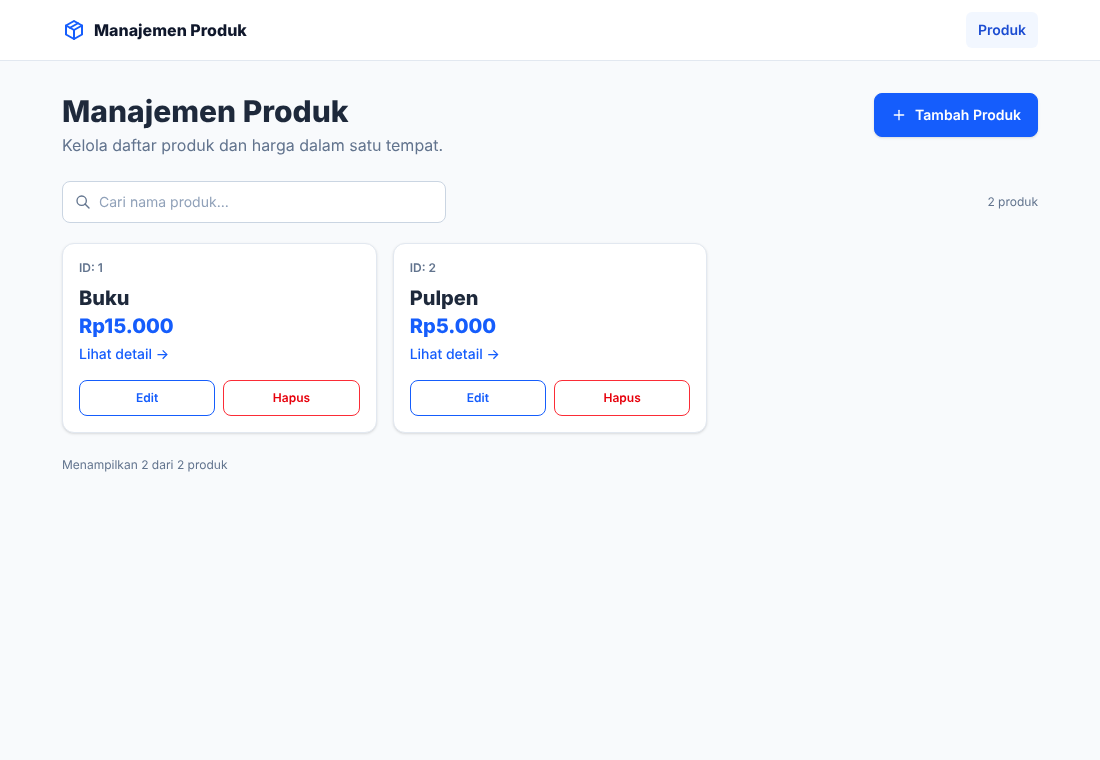 Manajemen Produk
Produk
Manajemen Produk
Tambah Produk
Kelola daftar produk dan harga dalam satu tempat.
Cari nama produk...
2 produk
ID: 1
Buku
Rp15.000
Lihat detail →
Edit
Hapus
ID: 2
Pulpen
Rp5.000
Lihat detail →
Edit
Hapus
Menampilkan 2 dari 2 produk